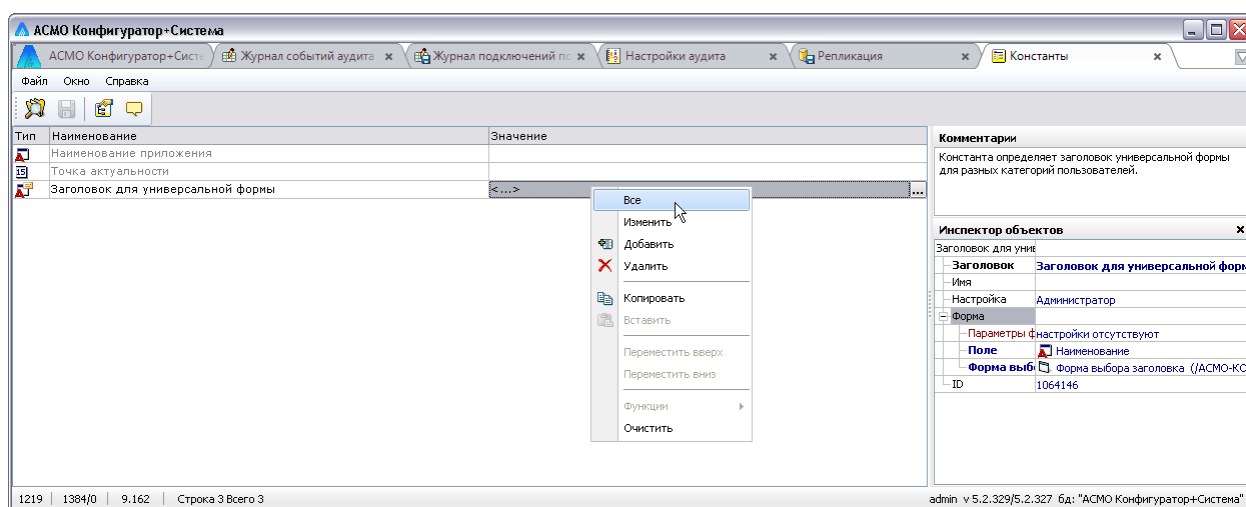 АСМО Конфигуратор+Система
АСМО Конфигуратор+Систе
Журнал событий аудита
Журнал подключений по
Настройки аудита
Репликация
Константы
Файл Окно Справка
Тип Наименование Значение
Наименование приложения
15 Точка актуальности
Заголовок для универсальной формы <...> ...
Все
Изменить
Добавить
Удалить
Копировать
Вставить
Переместить вверх
Переместить вниз
Функции
Очистить
Комментарии
Константа определяет заголовок универсальной формы
для разных категорий пользователей.
Инспектор объектов
Заголовок для уние
Заголовок Заголовок для универсальной форм
Имя
Настройка Администратор
Форма
Параметры ф настройки отсутствуют
Поле Наименование
Форма выбо Форма выбора заголовка (/АСМО-КО
ID 1064146
1219 1384/0 9.162 Строка 3 Всего 3 admin v 5.2.329/5.2.327 бд: "АСМО Конфигуратор+Система"